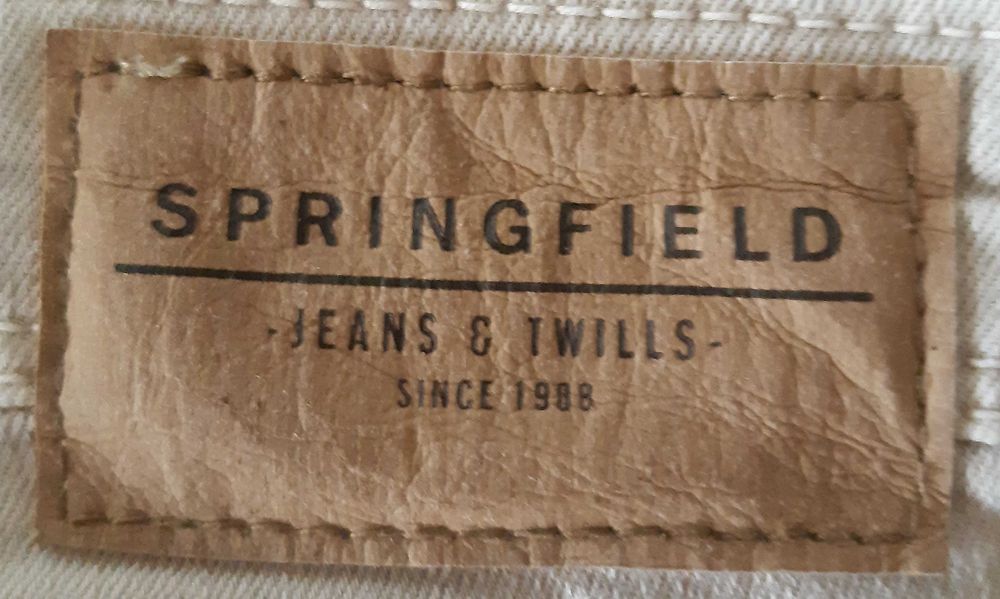 SPRINGFIELD
-JEANS & TWILLS-
SINCE 1988